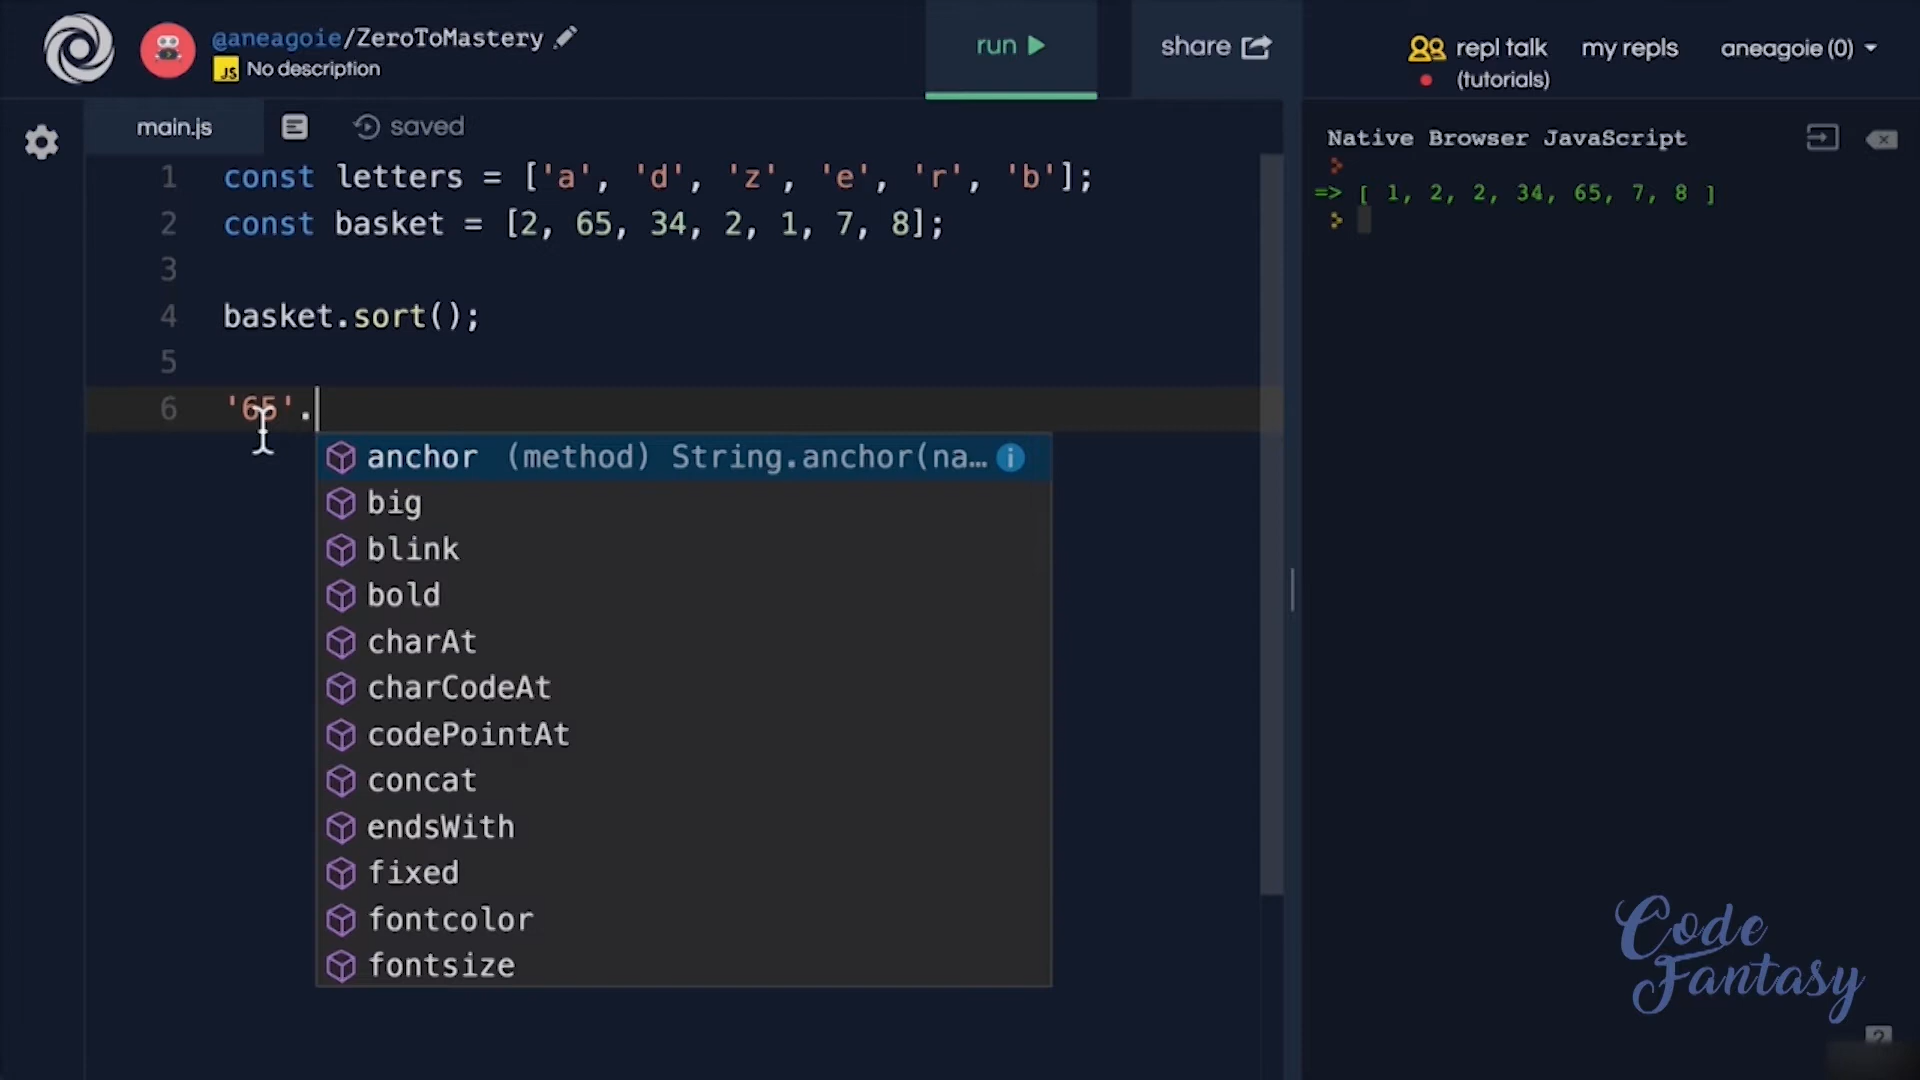 @aneagoie/ZeroToMastery
JS No description
run
share
repl talk
(tutorials)
my repls
aneagoie (0)
main.js
saved
1 const letters = ['a', 'd', 'z', 'e', 'r', 'b'];
2 const basket = [2, 65, 34, 2, 1, 7, 8];
3
4 basket.sort();
5
6 '65'.
anchor (method) String.anchor(na…
big
blink
bold
charAt
charCodeAt
codePointAt
concat
endsWith
fixed
fontcolor
fontsize
Native Browser JavaScript
=> [ 1, 2, 2, 34, 65, 7, 8 ]
Code
Fantasy
?